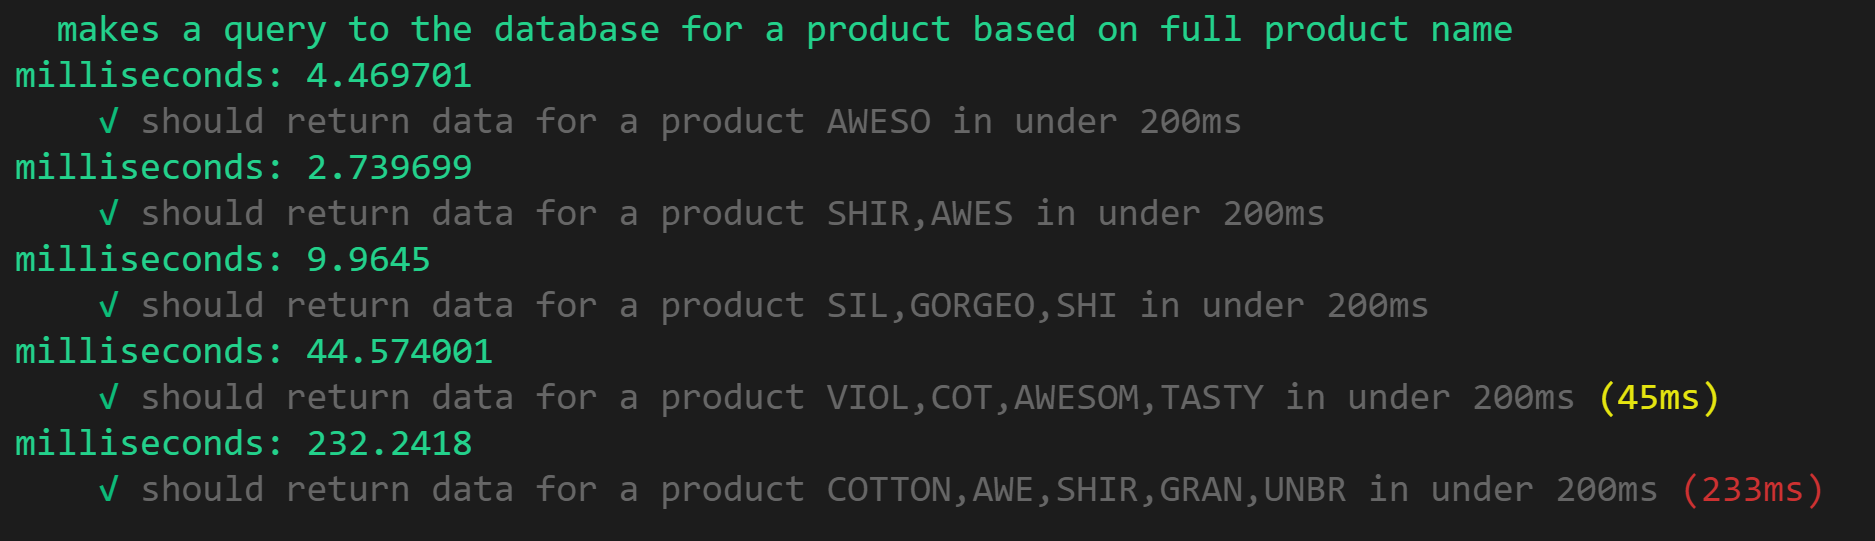 makes a query to the database for a product based on full product name
milliseconds: 4.469701
√ should return data for a product AWESO in under 200ms
milliseconds: 2.739699
√ should return data for a product SHIR,AWES in under 200ms
milliseconds: 9.9645
√ should return data for a product SIL,GORGEO,SHI in under 200ms
milliseconds: 44.574001
√ should return data for a product VIOL,COT,AWESOM,TASTY in under 200ms (45ms)
milliseconds: 232.2418
√ should return data for a product COTTON,AWE,SHIR,GRAN,UNBR in under 200ms (233ms)